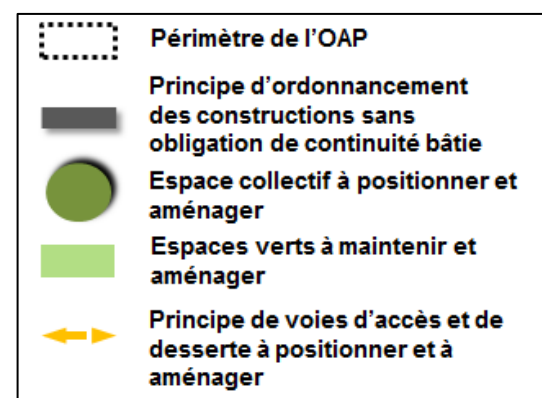 Périmètre de l'OAP
Principe d'ordonnancement
des constructions sans
obligation de continuité bâtie
Espace collectif à positionner et
aménager
Espaces verts à maintenir et
aménager
Principe de voies d'accès et de
desserte à positionner et à
aménager